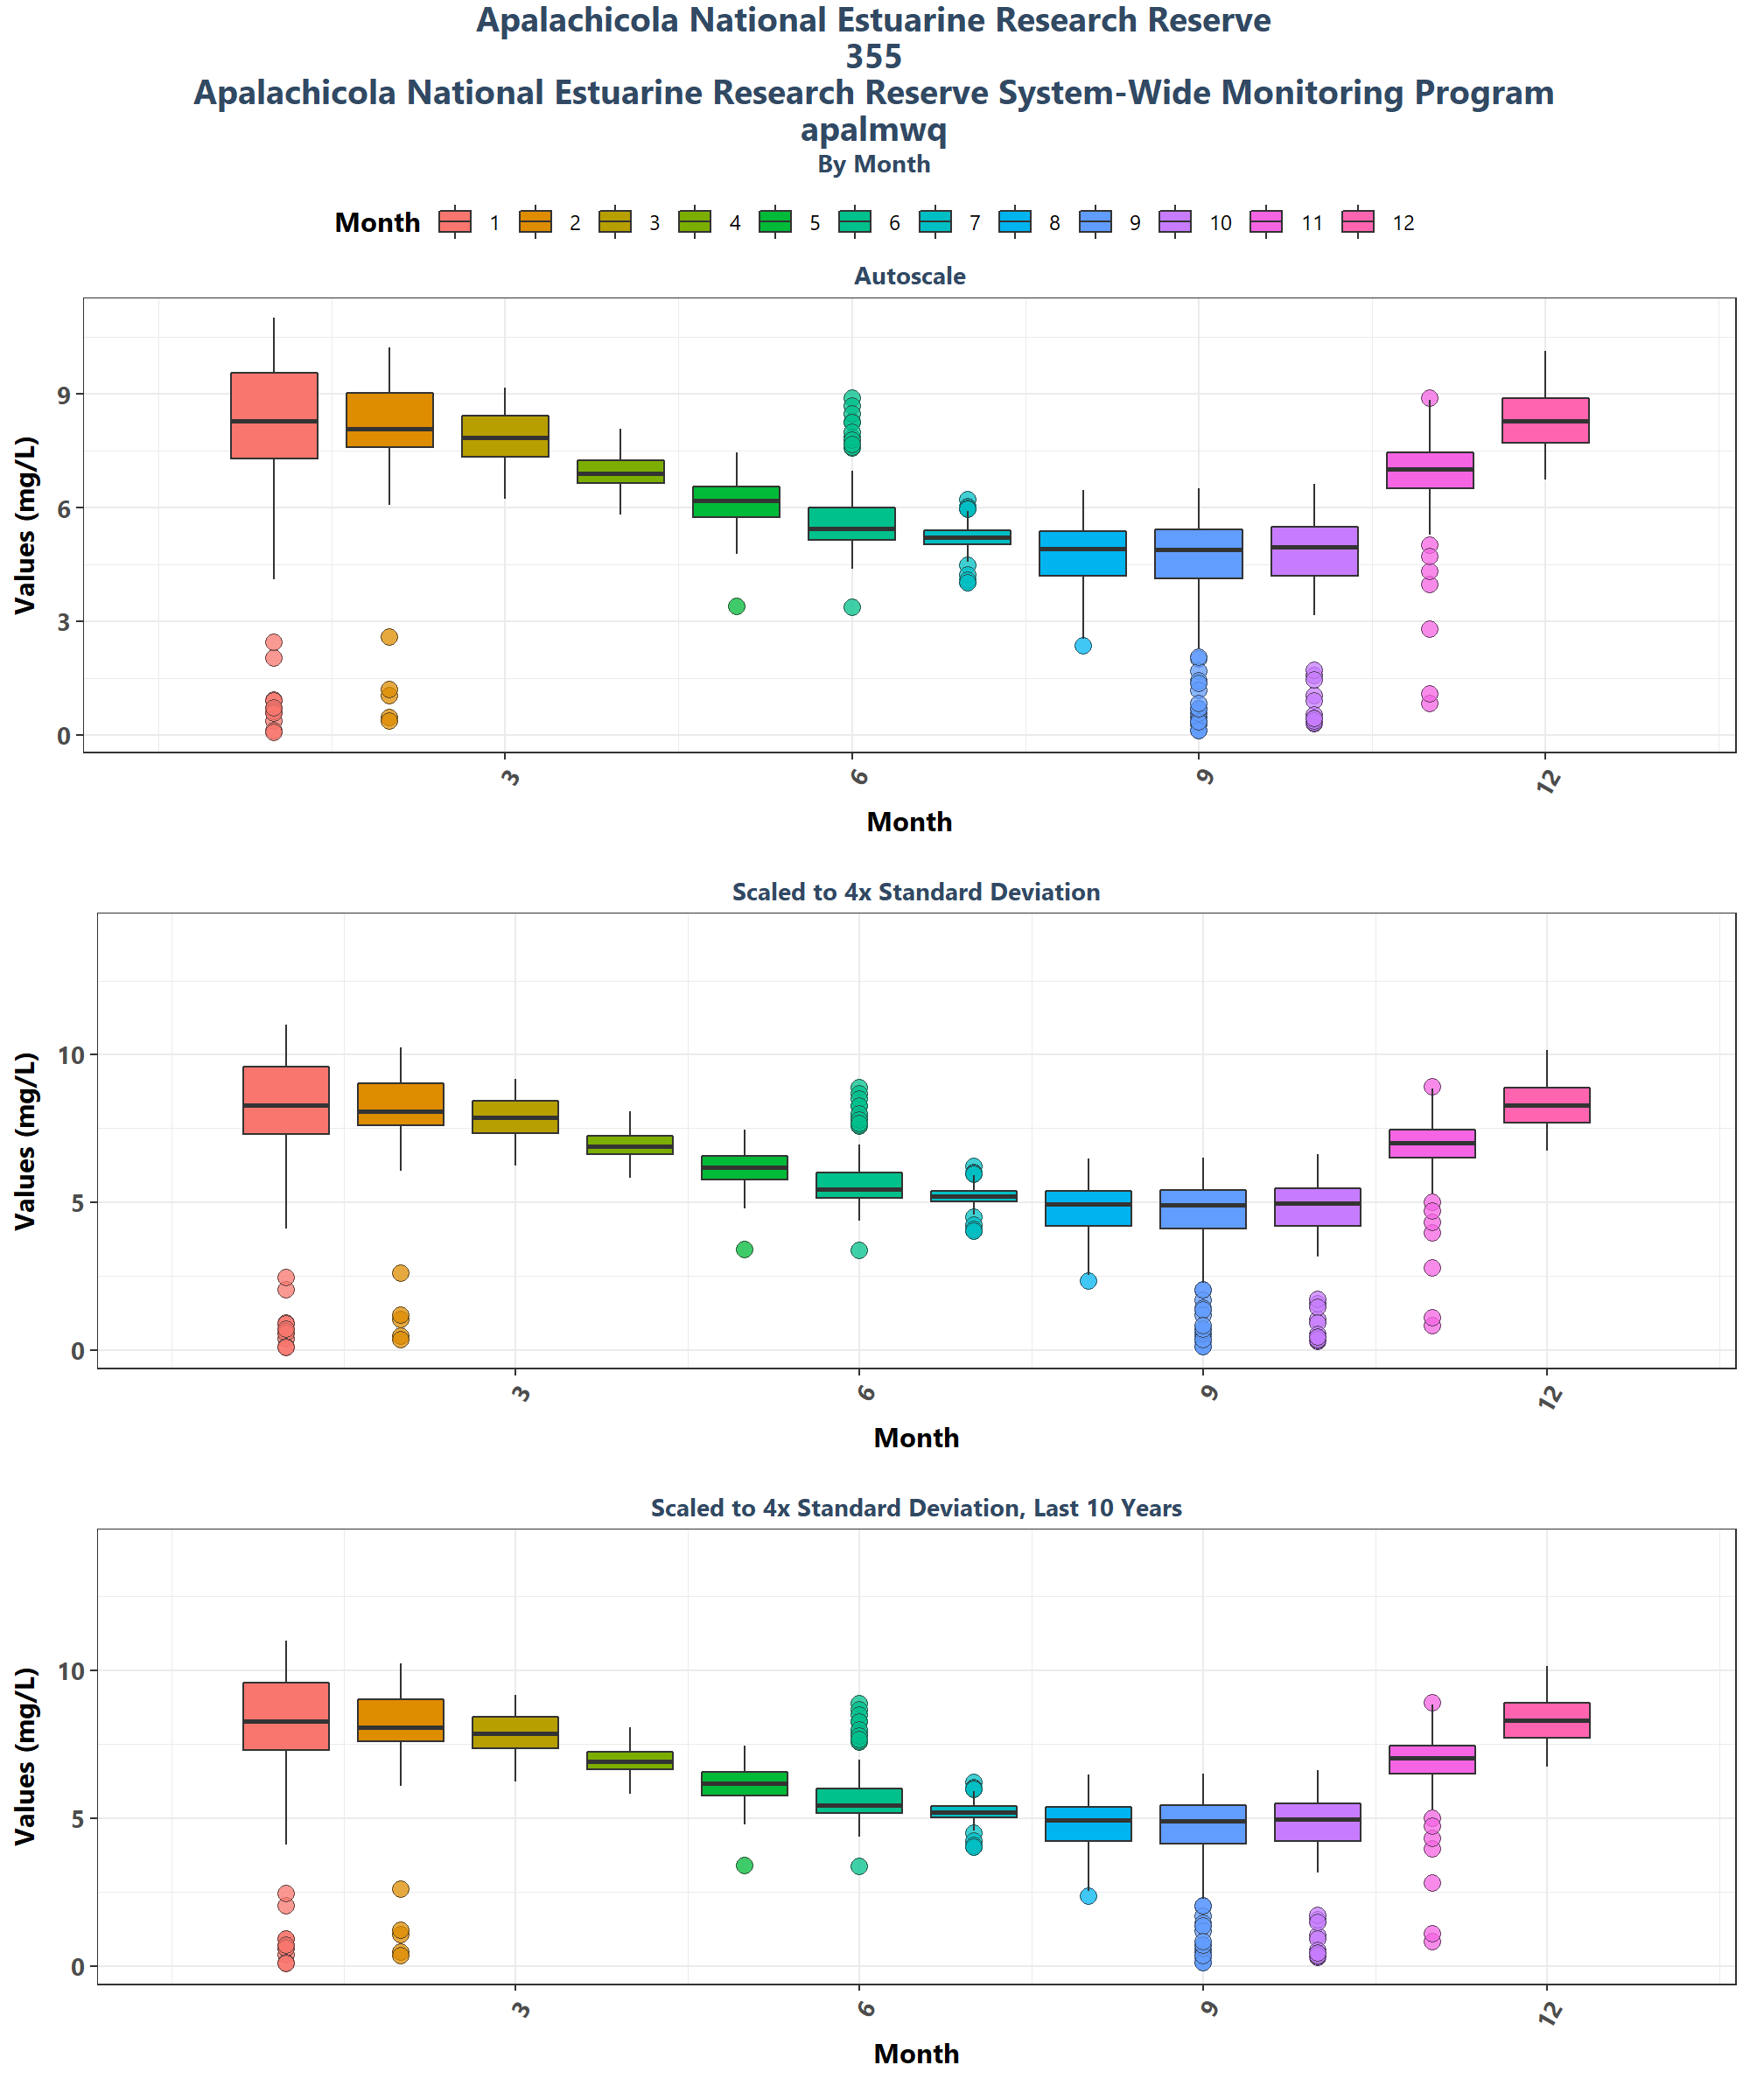 Apalachicola National Estuarine Research Reserve
355
Apalachicola National Estuarine Research Reserve System-Wide Monitoring Program
apalmwq
By Month
Month 1 2 3 4 5 6 7 8 9 10 11 12
Autoscale
Values (mg/L)
9
6
3
0
3 6 9 12
Month
Scaled to 4x Standard Deviation
Values (mg/L)
10
5
0
3 6 9 12
Month
Scaled to 4x Standard Deviation, Last 10 Years
Values (mg/L)
10
5
0
3 6 9 12
Month